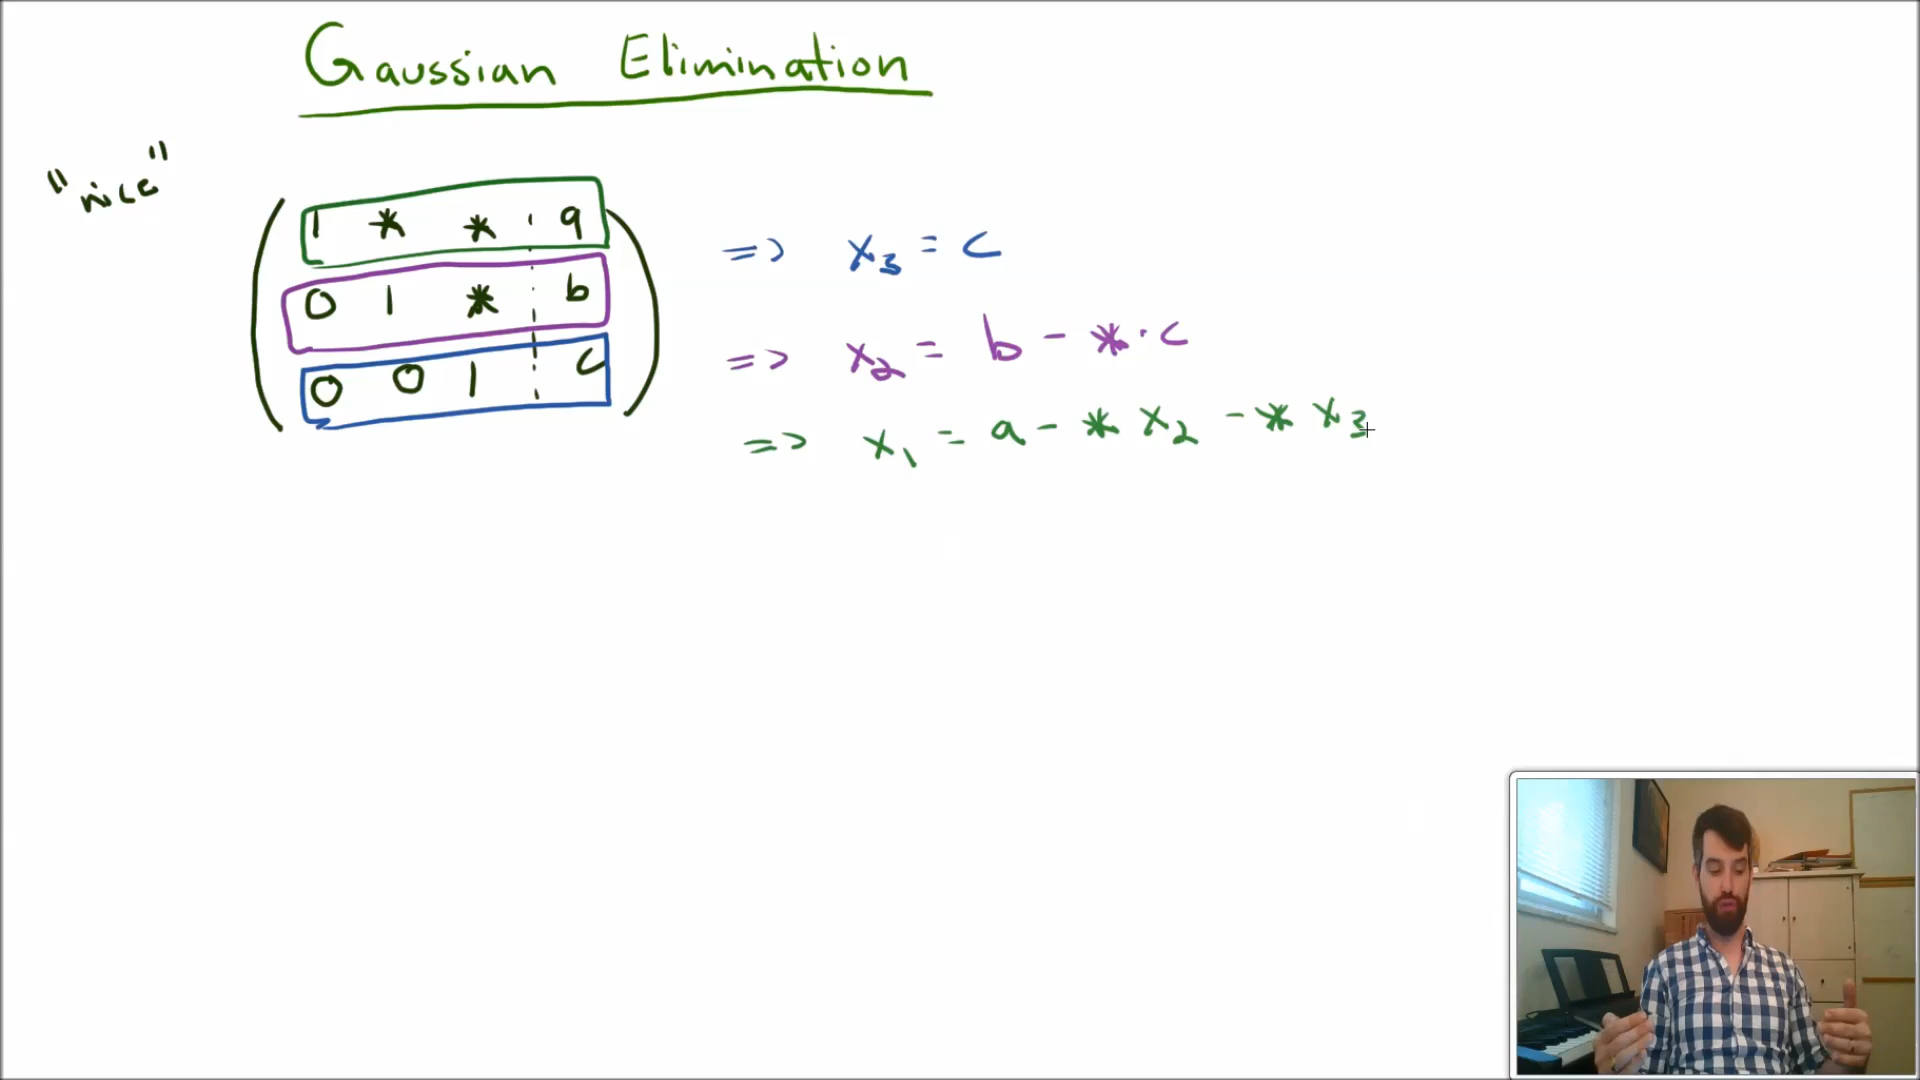 Gaussian Elimination
"nice"
1 * * a
0 1 * b
0 0 1 c
=> x₃ = c
=> x₂ = b - * · c
=> x₁ = a - * x₂ - * x₃